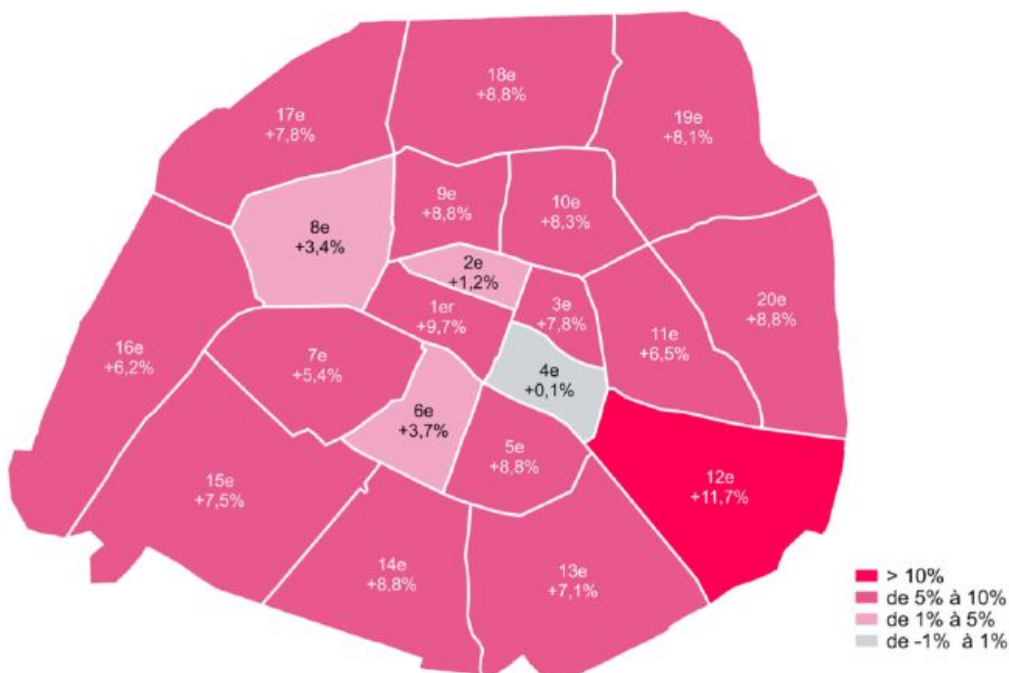 18e
+8,8%
17e
+7,8%
19e
+8,1%
9e
+8,8%
10e
+8,3%
8e
+3,4%
2e
+1,2%
1er
+9,7%
3e
+7,8%
20e
+8,8%
11e
+6,5%
16e
+6,2%
7e
+5,4%
4e
+0,1%
6e
+3,7%
5e
+8,8%
15e
+7,5%
12e
+11,7%
14e
+8,8%
13e
+7,1%
> 10%
de 5% à 10%
de 1% à 5%
de -1% à 1%